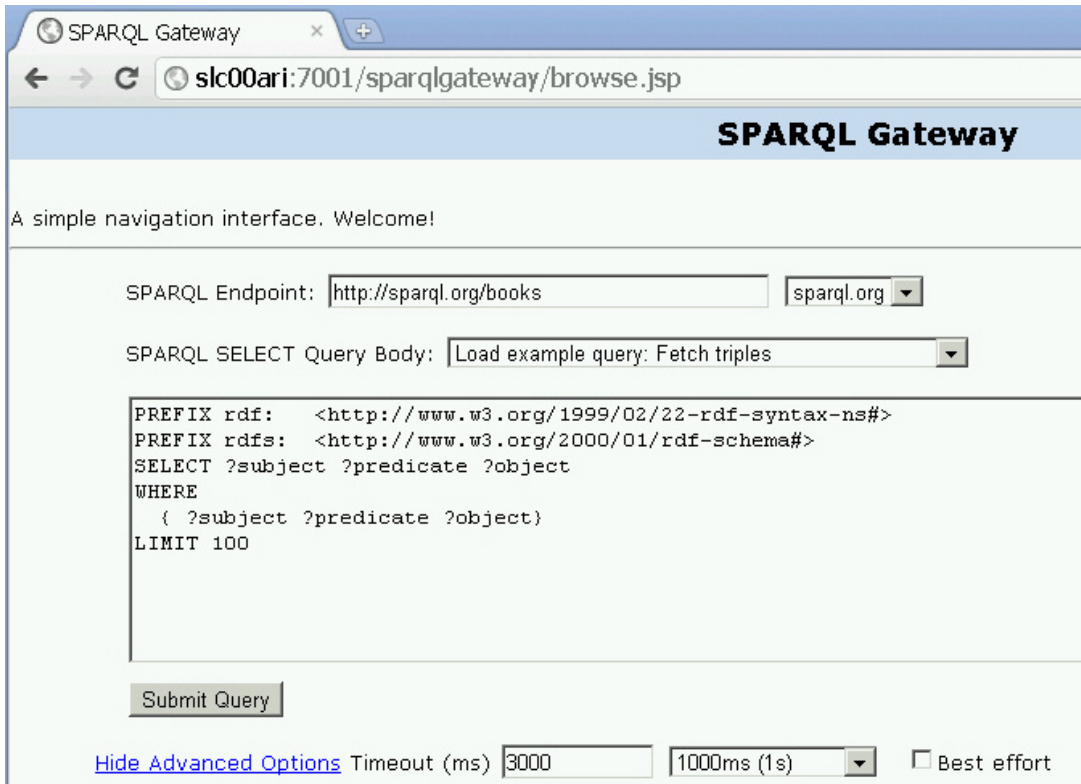 SPARQL Gateway
slc00ari:7001/sparqlgateway/browse.jsp
SPARQL Gateway
A simple navigation interface. Welcome!
SPARQL Endpoint: http://sparql.org/books sparql.org
SPARQL SELECT Query Body: Load example query: Fetch triples
PREFIX rdf:   <http://www.w3.org/1999/02/22-rdf-syntax-ns#>
PREFIX rdfs:  <http://www.w3.org/2000/01/rdf-schema#>
SELECT ?subject ?predicate ?object
WHERE
  { ?subject ?predicate ?object}
LIMIT 100
Submit Query
Hide Advanced Options Timeout (ms) 3000 1000ms (1s) Best effort